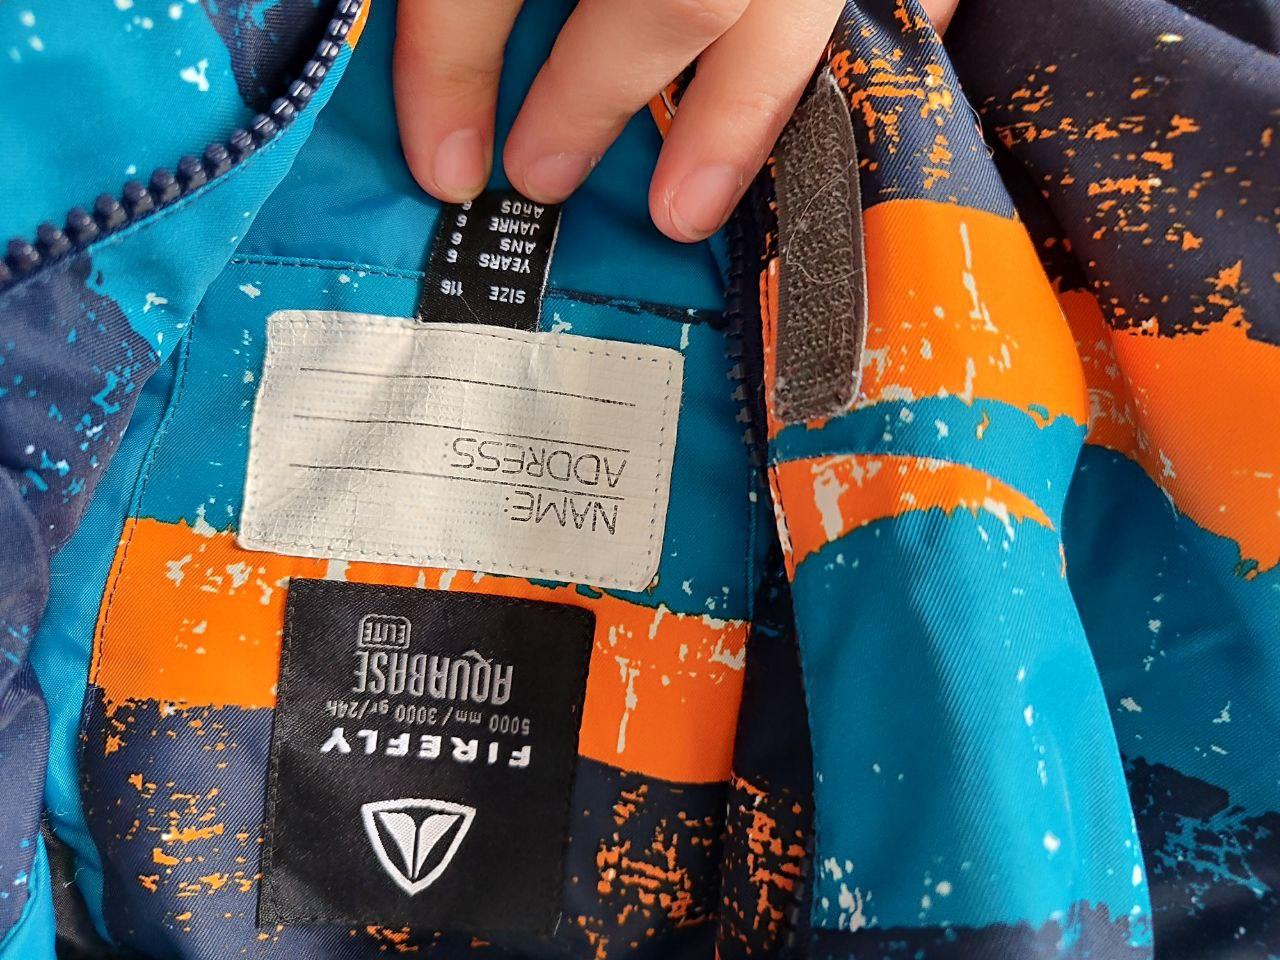 FIREFLY
5000 mm / 3000 gr/24h
AQUABASE
ELITE
NAME:
ADDRESS:
SIZE 116
YEARS 6
ANS 6
JAHRE 6
AÑOS 6